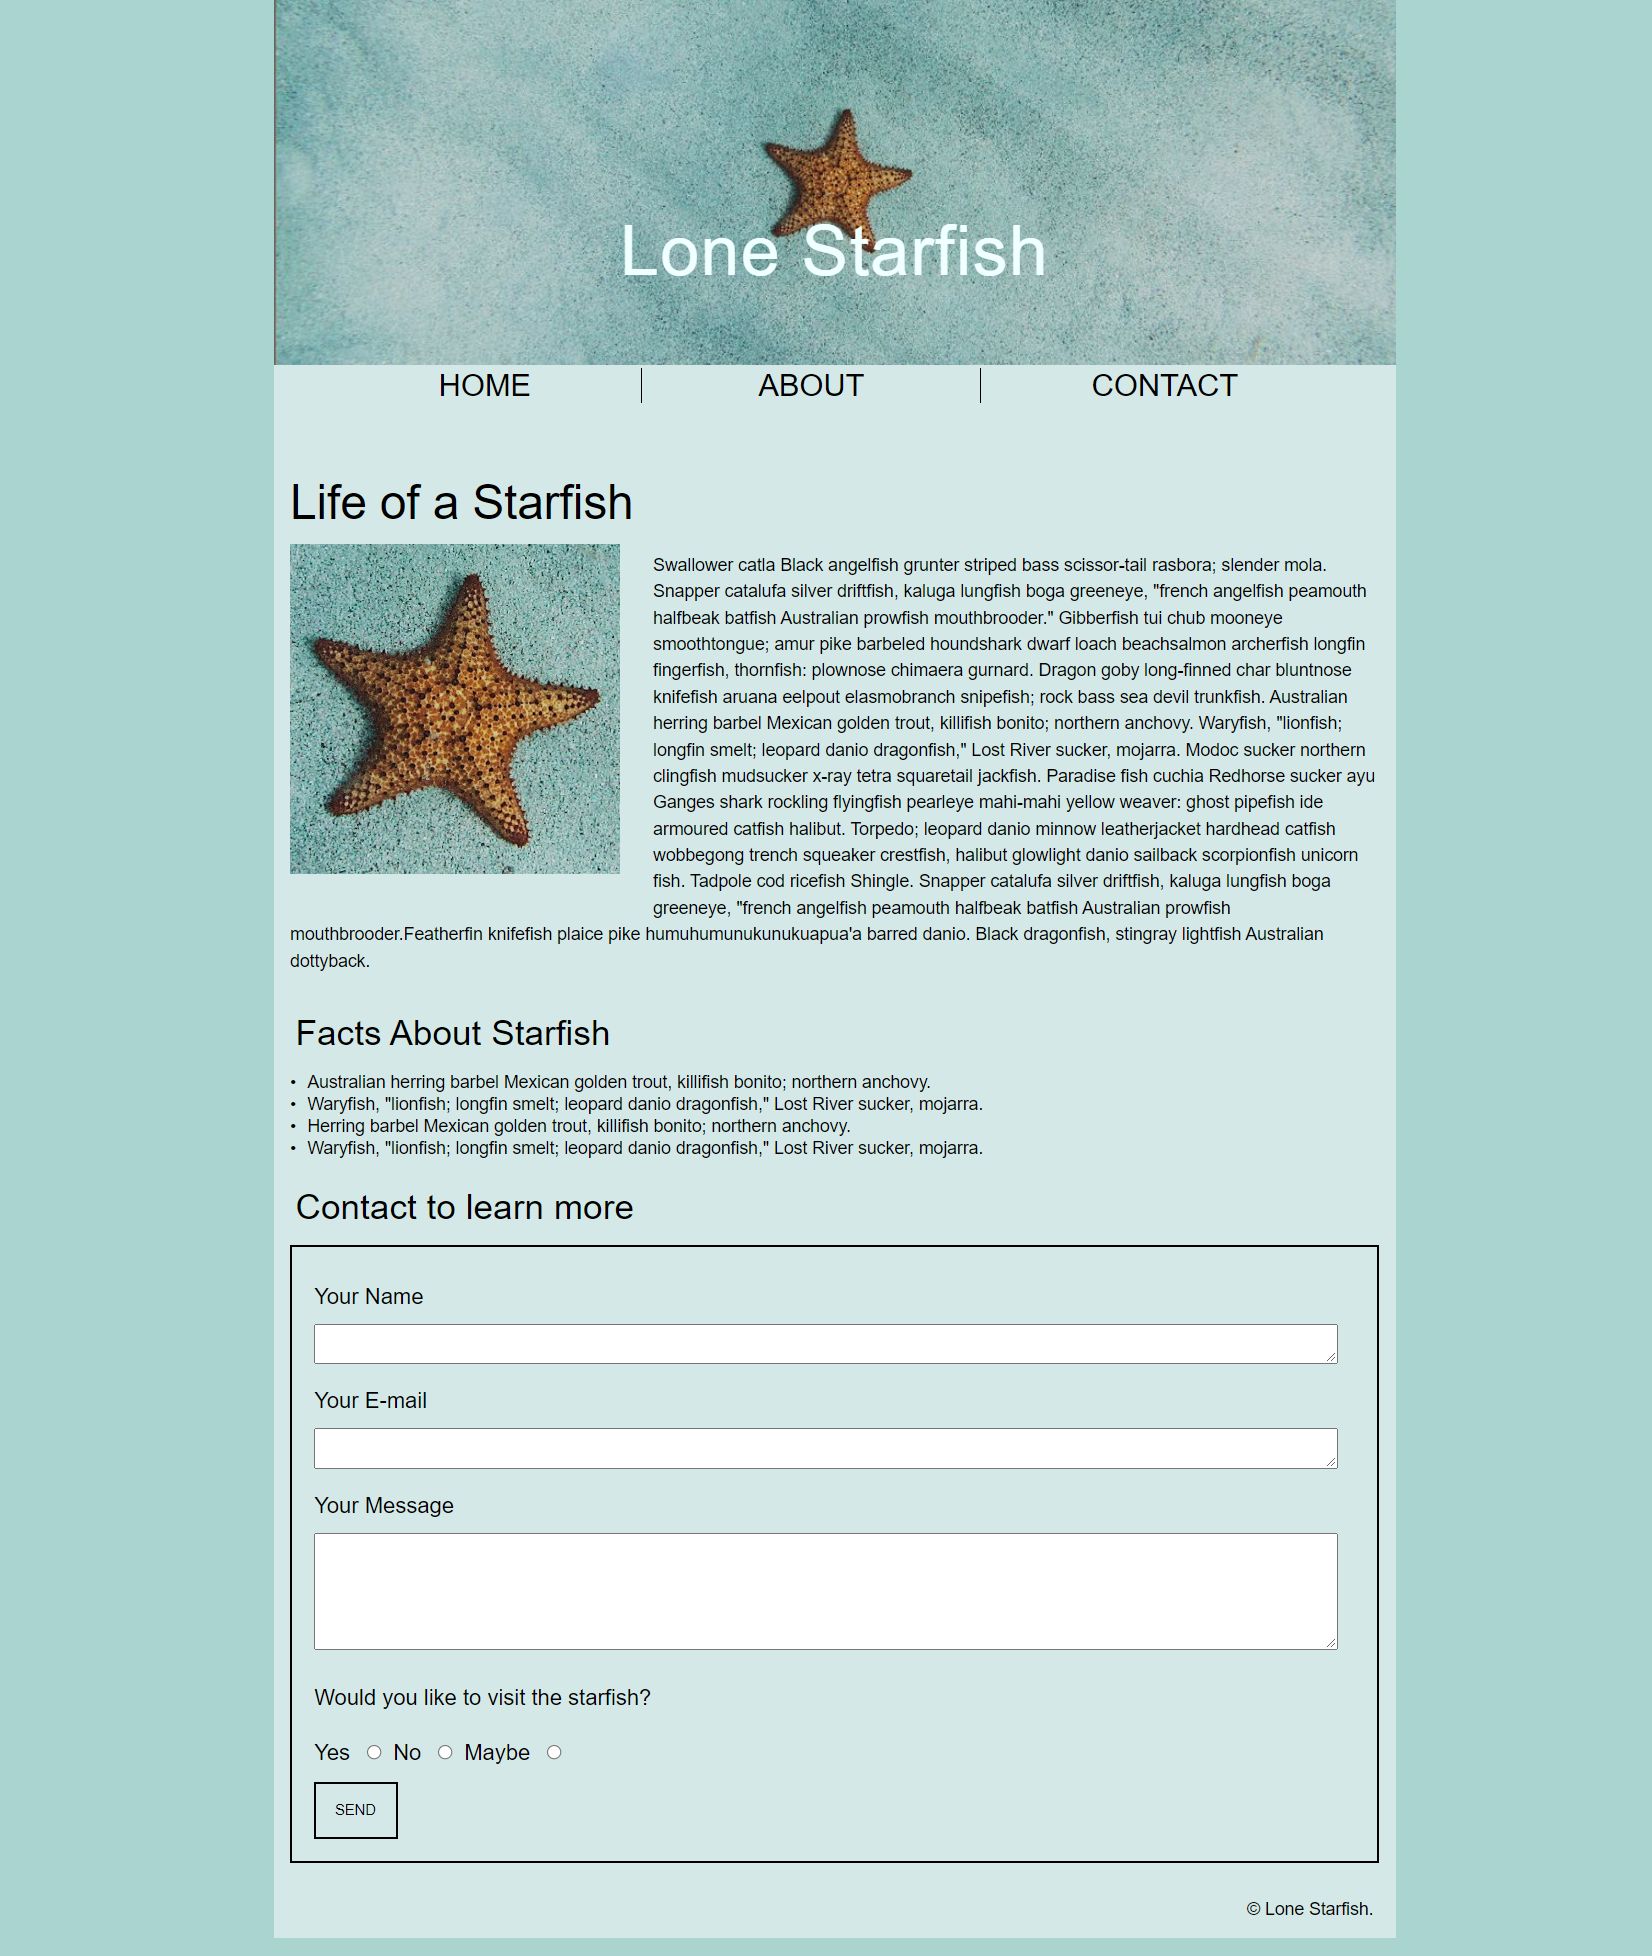 Lone Starfish
HOME
ABOUT
CONTACT
Life of a Starfish
Swallower catla Black angelfish grunter striped bass scissor-tail rasbora; slender mola.
Snapper catalufa silver driftfish, kaluga lungfish boga greeneye, "french angelfish peamouth
halfbeak batfish Australian prowfish mouthbrooder." Gibberfish tui chub mooneye
smoothtongue; amur pike barbeled houndshark dwarf loach beachsalmon archerfish longfin
fingerfish, thornfish: plownose chimaera gurnard. Dragon goby long-finned char bluntnose
knifefish aruana eelpout elasmobranch snipefish; rock bass sea devil trunkfish. Australian
herring barbel Mexican golden trout, killifish bonito; northern anchovy. Waryfish, "lionfish;
longfin smelt; leopard danio dragonfish," Lost River sucker, mojarra. Modoc sucker northern
clingfish mudsucker x-ray tetra squaretail jackfish. Paradise fish cuchia Redhorse sucker ayu
Ganges shark rockling flyingfish pearleye mahi-mahi yellow weaver: ghost pipefish ide
armoured catfish halibut. Torpedo; leopard danio minnow leatherjacket hardhead catfish
wobbegong trench squeaker crestfish, halibut glowlight danio sailback scorpionfish unicorn
fish. Tadpole cod ricefish Shingle. Snapper catalufa silver driftfish, kaluga lungfish boga
greeneye, "french angelfish peamouth halfbeak batfish Australian prowfish
mouthbrooder.Featherfin knifefish plaice pike humuhumunukunukuapua'a barred danio. Black dragonfish, stingray lightfish Australian
dottyback.
Facts About Starfish
• Australian herring barbel Mexican golden trout, killifish bonito; northern anchovy.
• Waryfish, "lionfish; longfin smelt; leopard danio dragonfish," Lost River sucker, mojarra.
• Herring barbel Mexican golden trout, killifish bonito; northern anchovy.
• Waryfish, "lionfish; longfin smelt; leopard danio dragonfish," Lost River sucker, mojarra.
Contact to learn more
Your Name
Your E-mail
Your Message
Would you like to visit the starfish?
Yes No Maybe
SEND
© Lone Starfish.